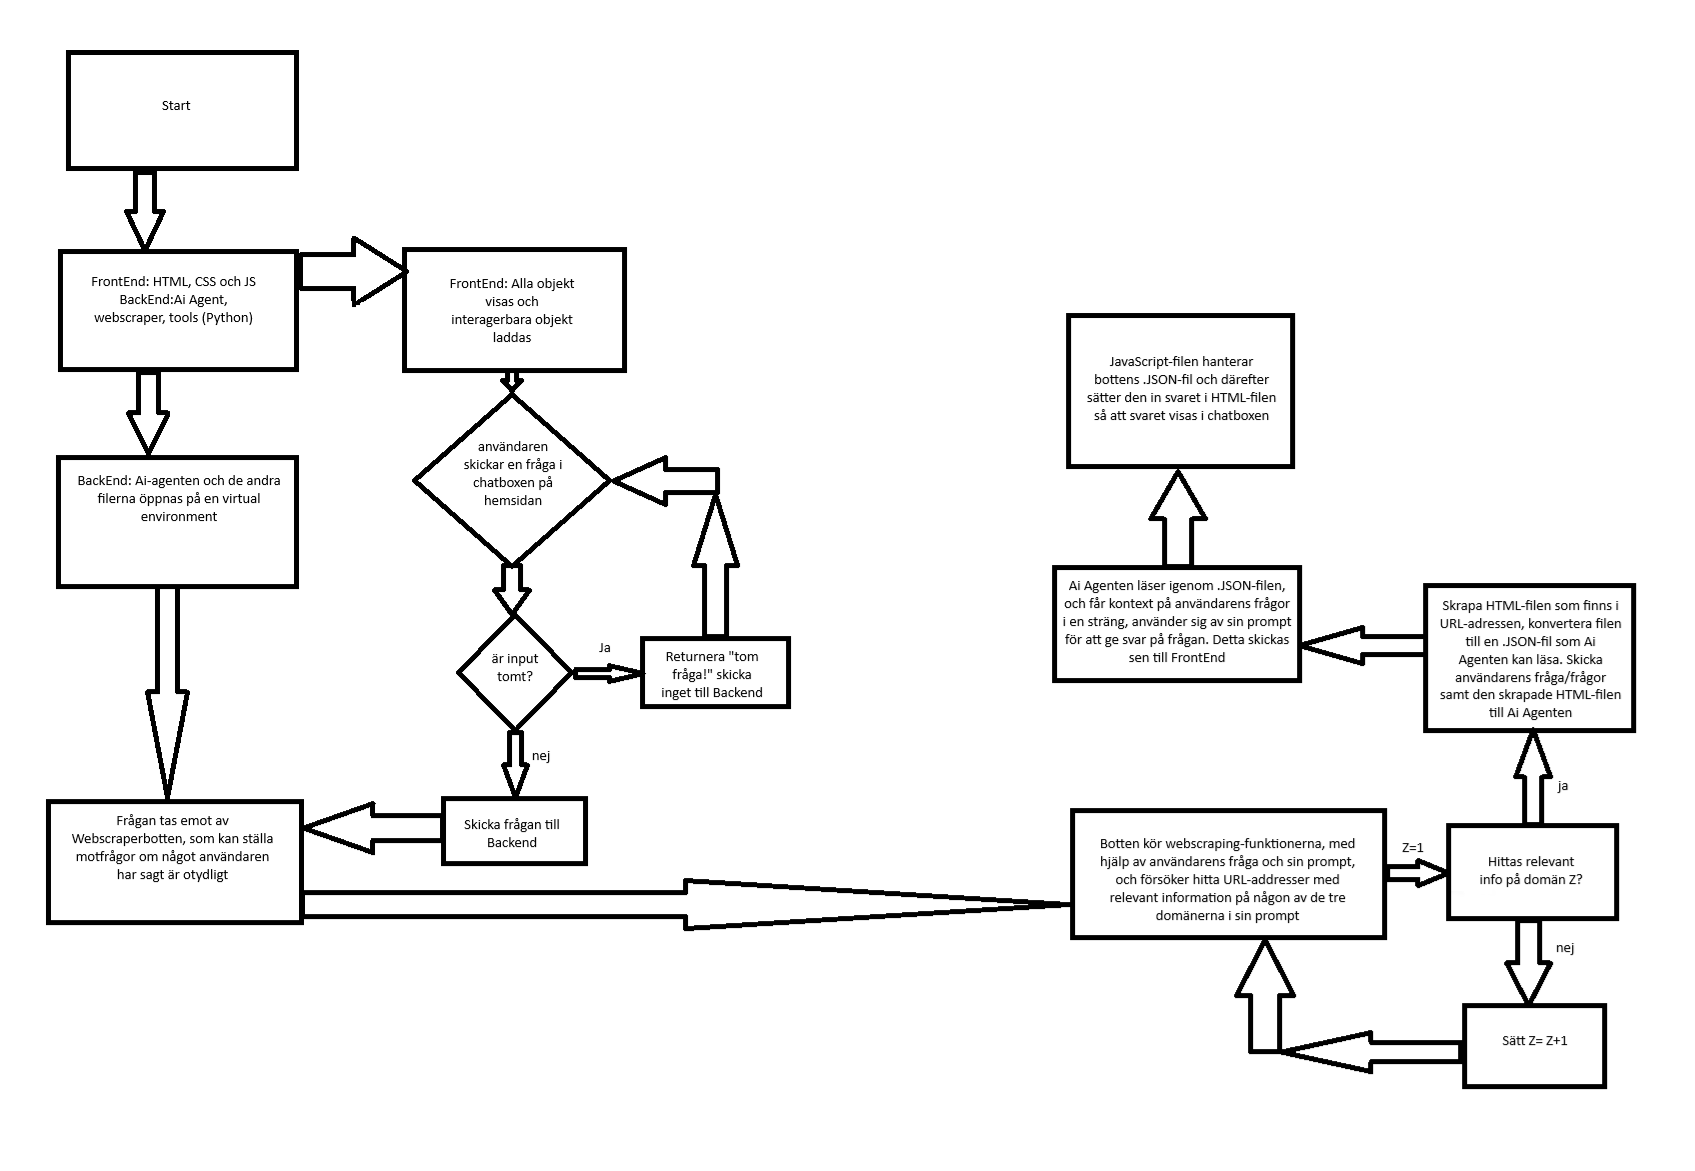 Start
FrontEnd: HTML, CSS och JS
BackEnd:Ai Agent,
webscraper, tools (Python)
FrontEnd: Alla objekt
visas och
interagerbara objekt
laddas
BackEnd: Ai-agenten och de andra
filerna öppnas på en virtual
environment
användaren
skickar en fråga i
chatboxen på
hemsidan
är input
tomt?
Ja
Returnera "tom
fråga!" skicka
inget till Backend
nej
Skicka frågan till
Backend
Frågan tas emot av
Webscraperbotten, som kan ställa
motfrågor om något användaren
har sagt är otydligt
Botten kör webscraping-funktionerna, med
hjälp av användarens fråga och sin prompt,
och försöker hitta URL-addresser med
relevant information på någon av de tre
domänerna i sin prompt
Z=1
Hittas relevant
info på domän Z?
nej
Sätt Z= Z+1
ja
Skrapa HTML-filen som finns i
URL-adressen, konvertera filen
till en .JSON-fil som Ai
Agenten kan läsa. Skicka
användarens fråga/frågor
samt den skrapade HTML-filen
till Ai Agenten
Ai Agenten läser igenom .JSON-filen,
och får kontext på användarens frågor
i en sträng, använder sig av sin prompt
för att ge svar på frågan. Detta skickas
sen till FrontEnd
JavaScript-filen hanterar
bottens .JSON-fil och därefter
sätter den in svaret i HTML-filen
så att svaret visas i chatboxen